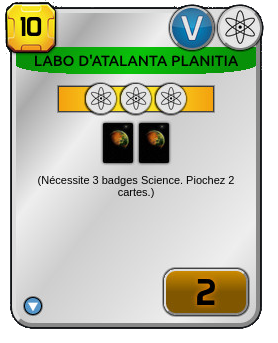 10
V
LABO D'ATALANTA PLANITIA
(Nécessite 3 badges Science. Piochez 2
cartes.)
2